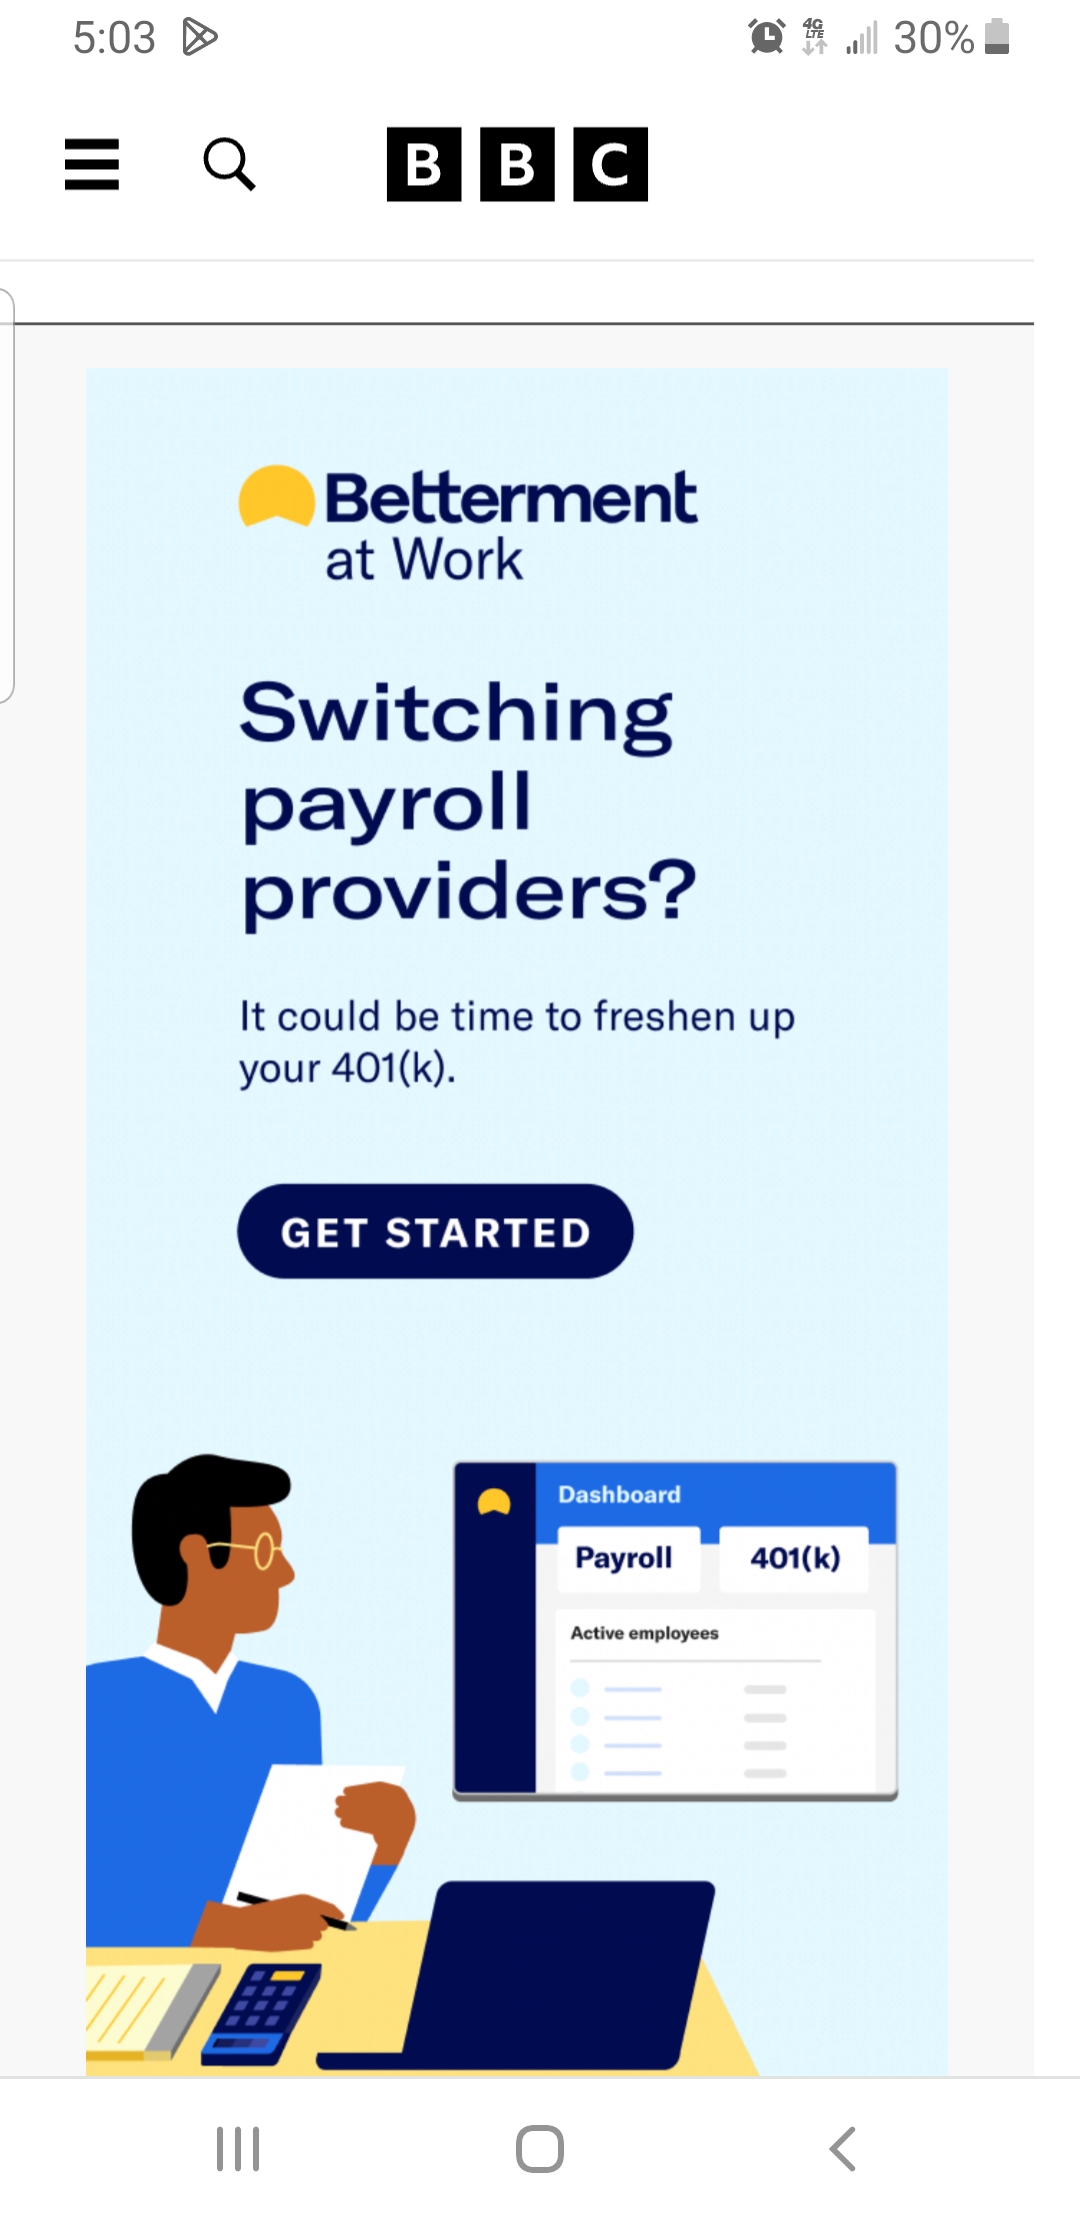 5:03
4G LTE 30%
BBC
Betterment
at Work
Switching
payroll
providers?
It could be time to freshen up
your 401(k).
GET STARTED
Dashboard
Payroll 401(k)
Active employees